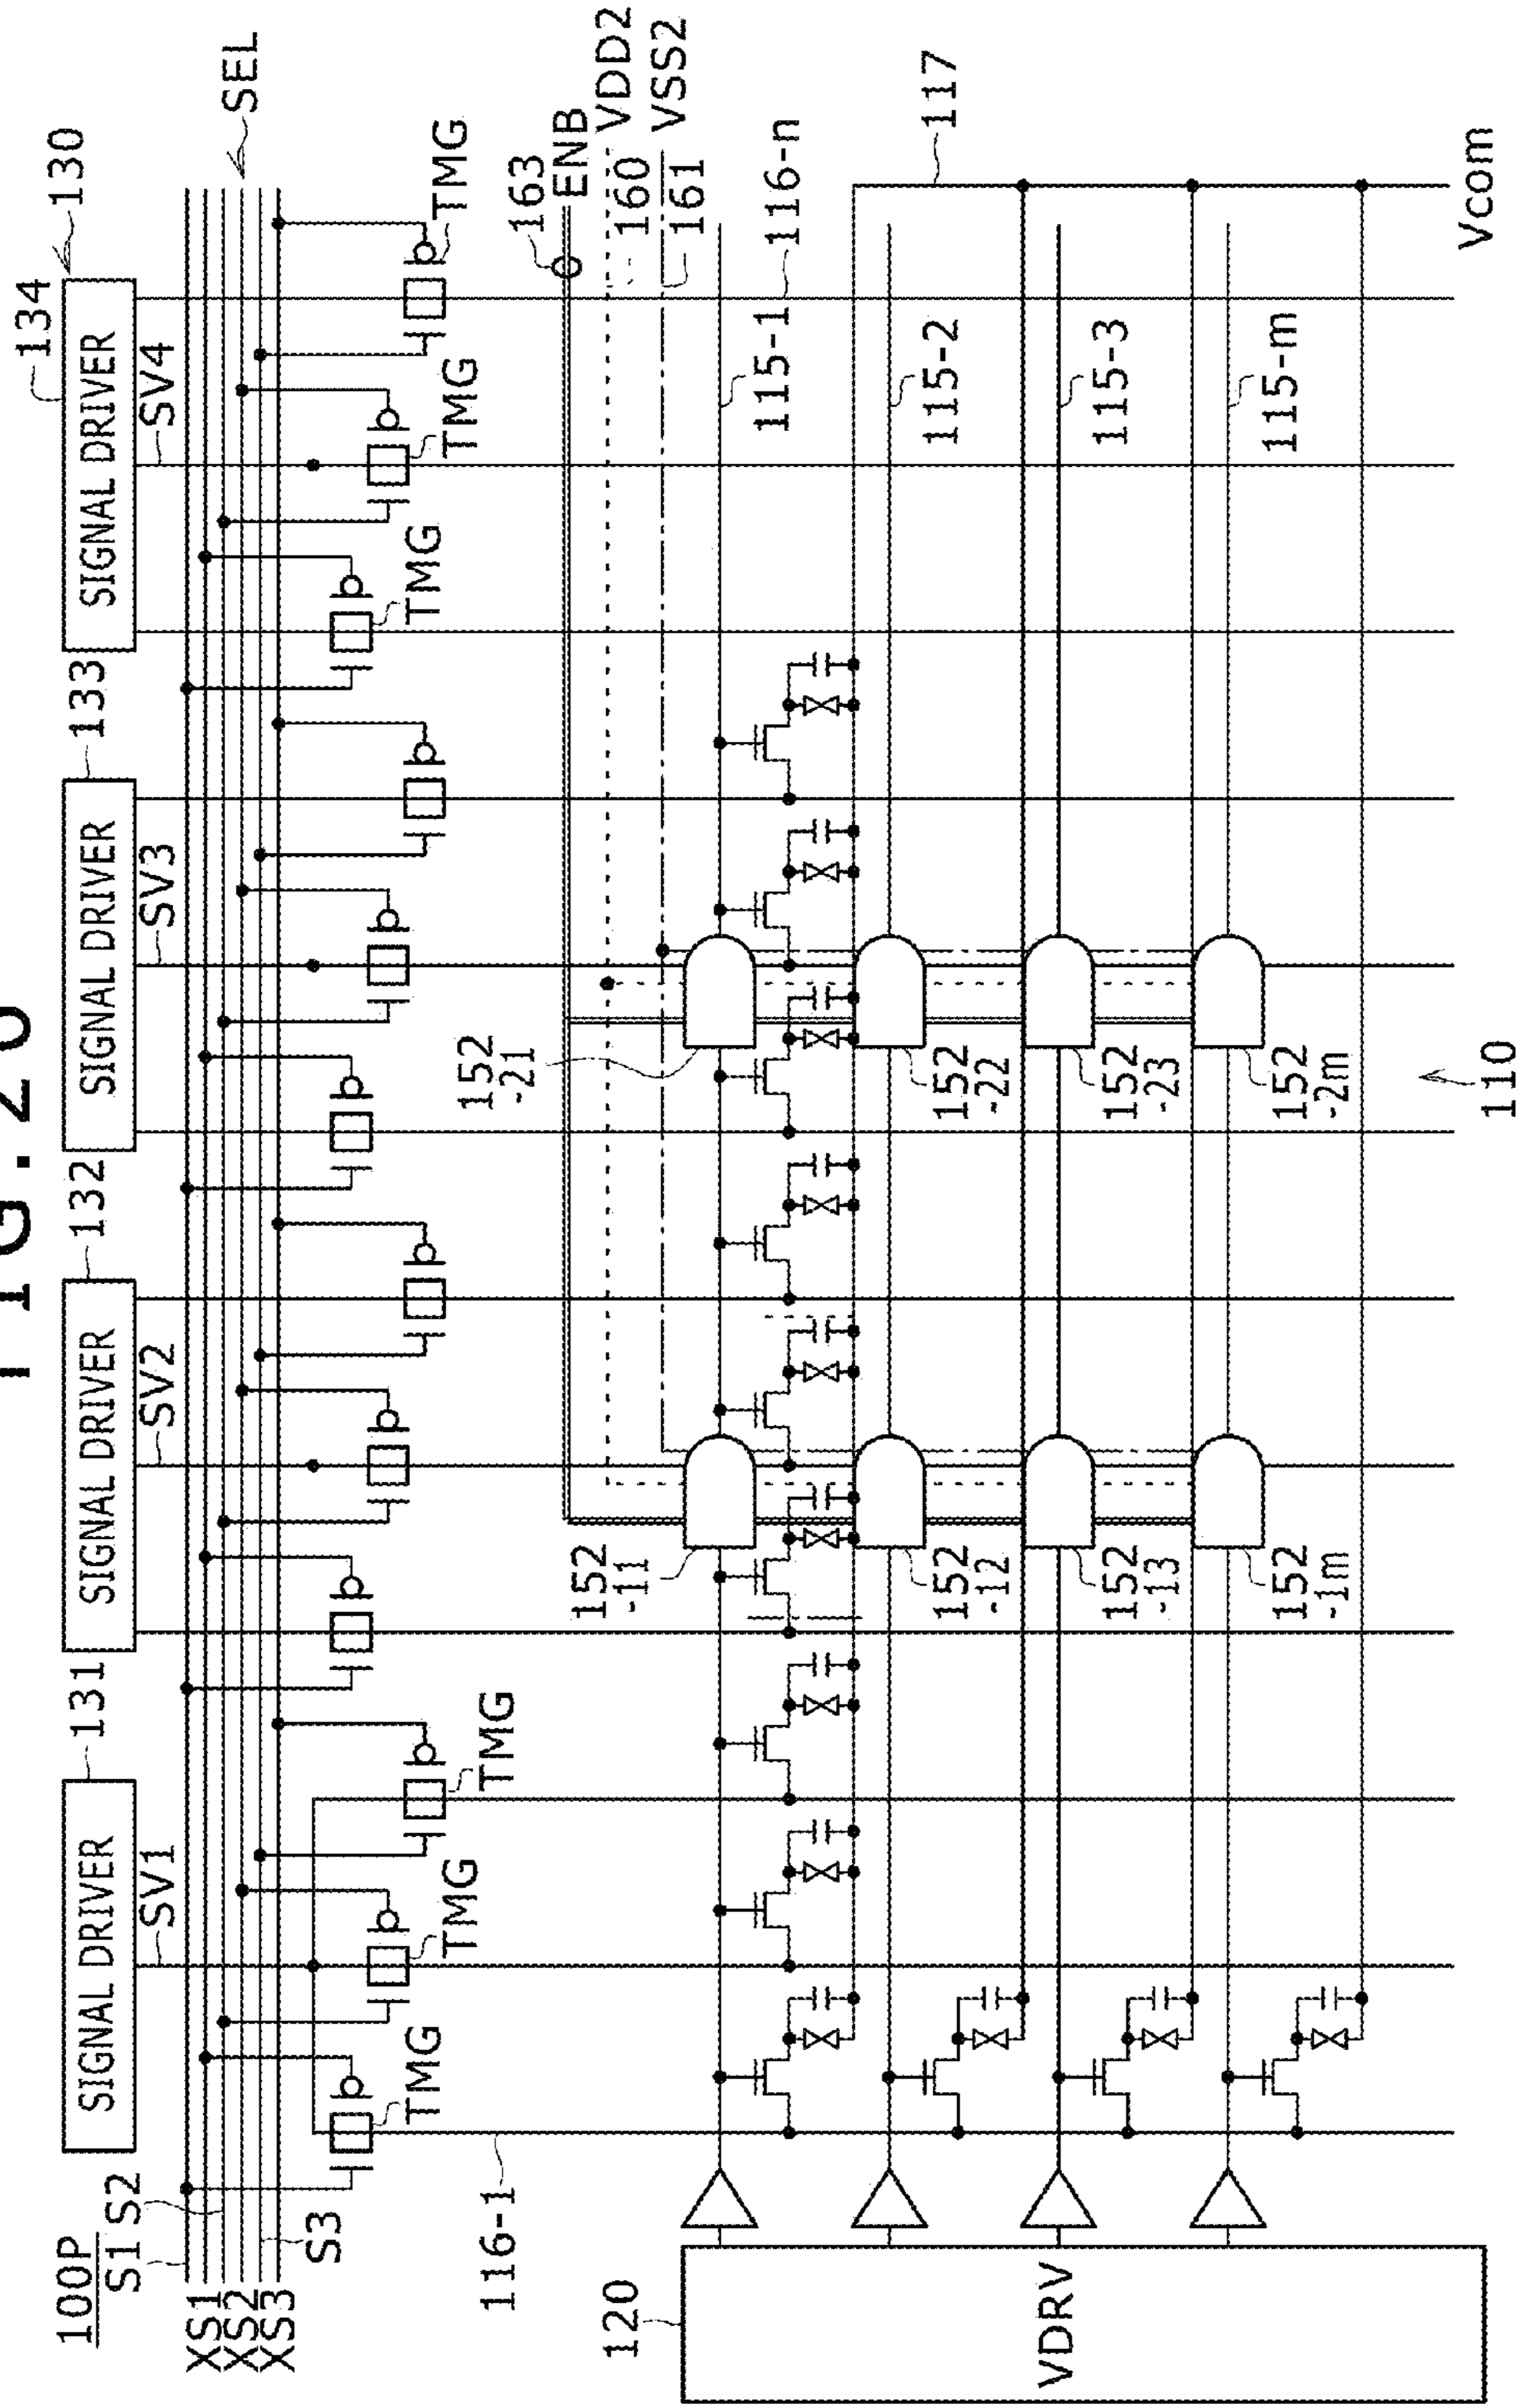 100P
131
132
133
134
130
SIGNAL DRIVER
SIGNAL DRIVER
SIGNAL DRIVER
SIGNAL DRIVER
S1
S2
SV1
SV2
SV3
SV4
XS1
XS2
XS3
S3
SEL
TMG
TMG
TMG
TMG
TMG
TMG
116-1
163
ENB
VDD2
160
VSS2
161
152
-21
152
-11
116-n
115-1
120
VDRV
117
152
-12
152
-22
115-2
152
-13
152
-23
115-3
152
-1m
152
-2m
115-m
Vcom
110